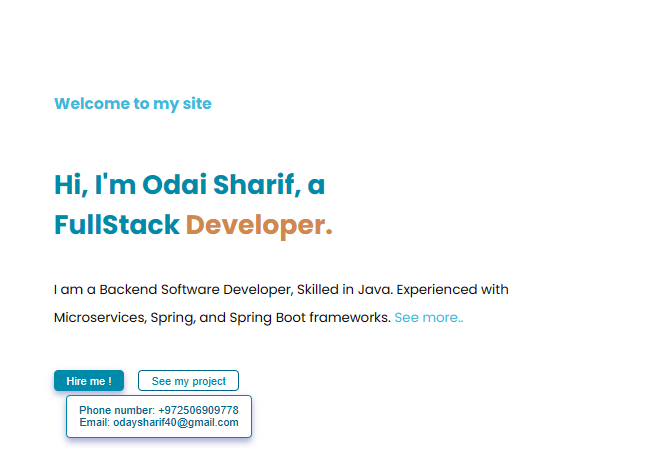 Welcome to my site
Hi, I'm Odai Sharif, a
FullStack Developer.
I am a Backend Software Developer, Skilled in Java. Experienced with
Microservices, Spring, and Spring Boot frameworks. See more..
Hire me !
See my project
Phone number: +972506909778
Email: odaysharif40@gmail.com